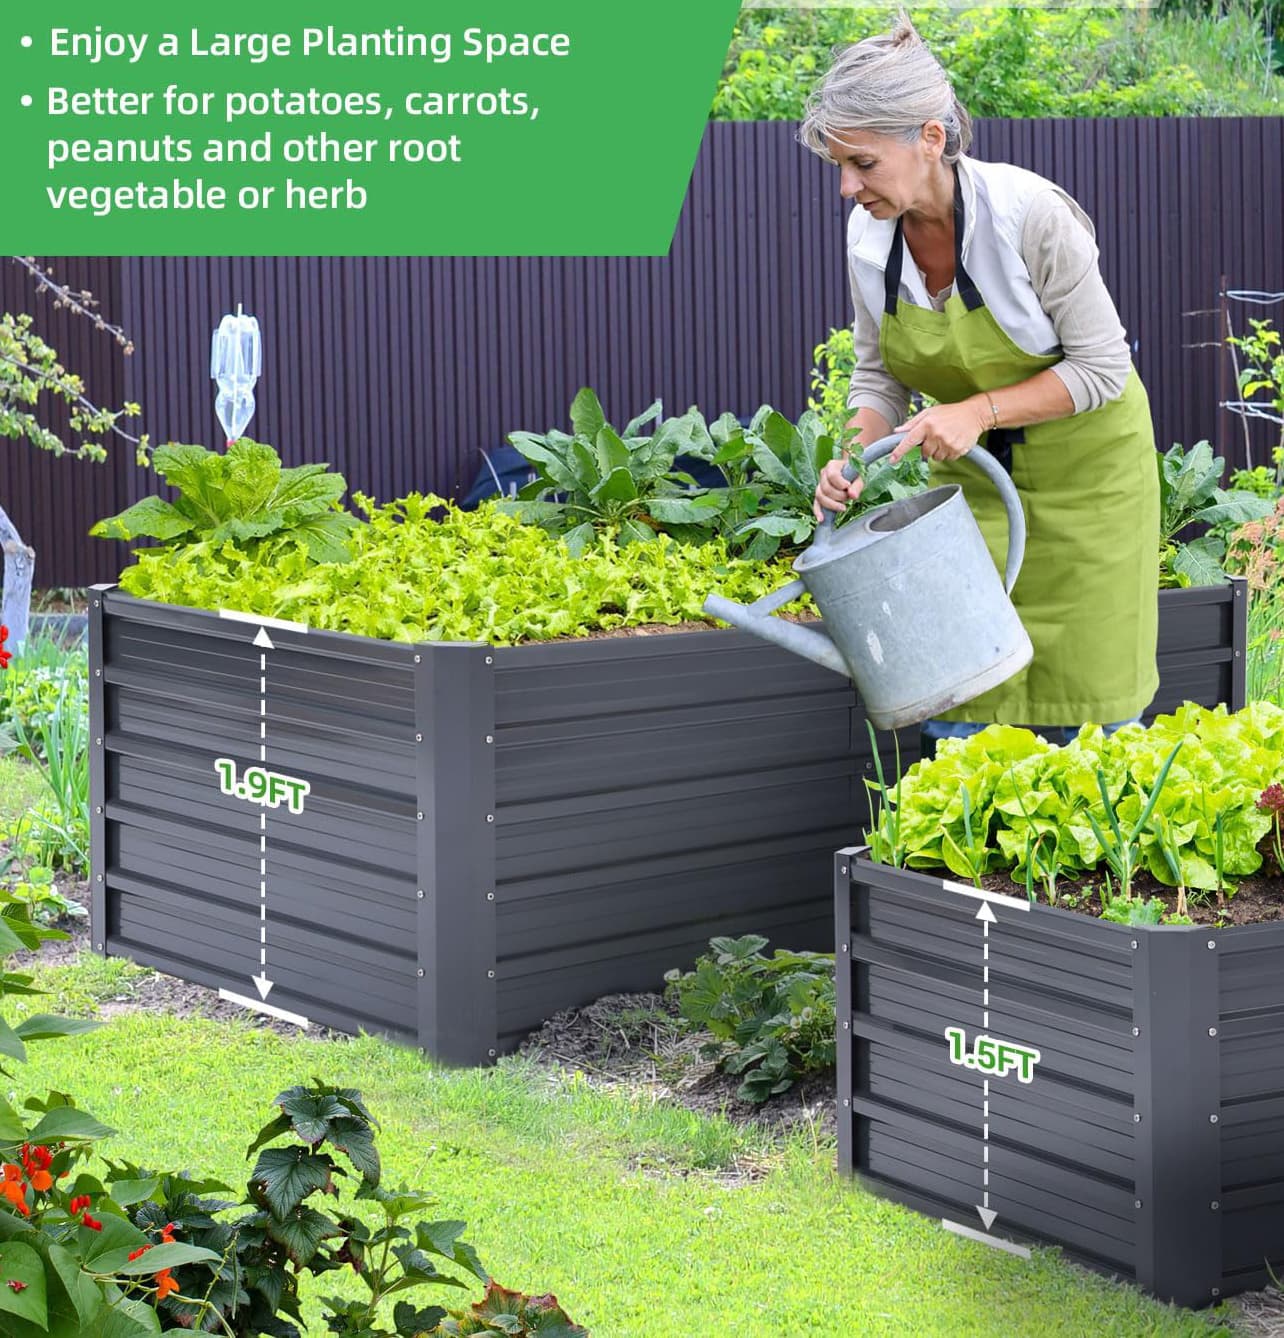 • Enjoy a Large Planting Space
• Better for potatoes, carrots,
peanuts and other root
vegetable or herb
1.9FT
1.5FT